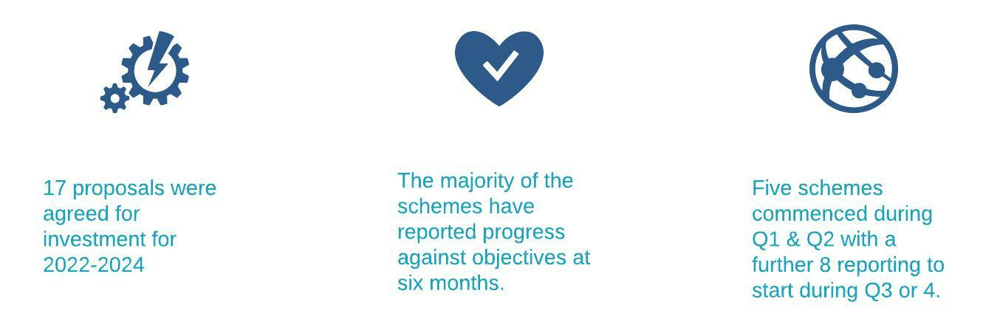 17 proposals were
agreed for
investment for
2022-2024
The majority of the
schemes have
reported progress
against objectives at
six months.
Five schemes
commenced during
Q1 & Q2 with a
further 8 reporting to
start during Q3 or 4.